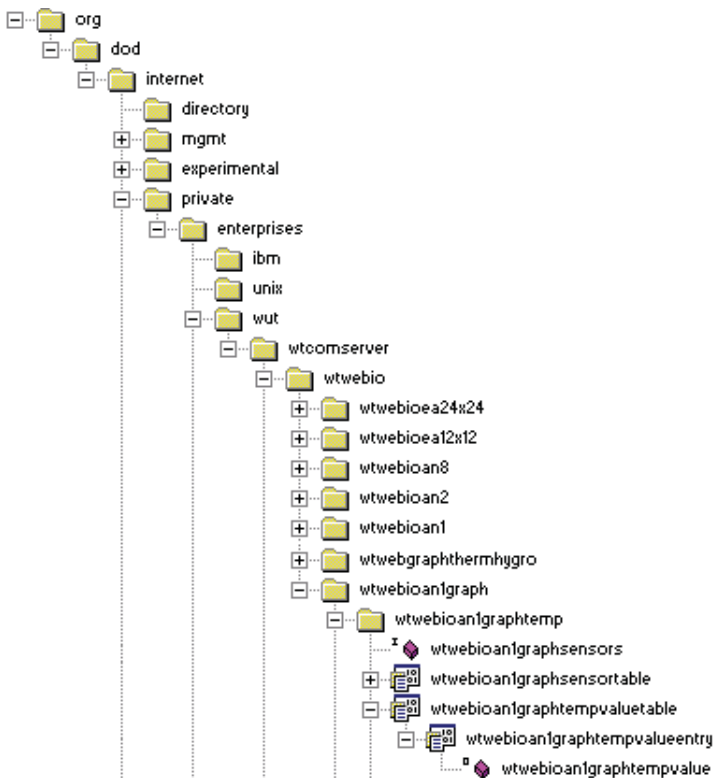 org
dod
internet
directory
mgmt
experimental
private
enterprises
ibm
unix
wut
wtcomserver
wtwebio
wtwebioea24x24
wtwebioea12x12
wtwebioan8
wtwebioan2
wtwebioan1
wtwebgraphthermhygro
wtwebioan1graph
wtwebioan1graphtemp
wtwebioan1graphsensors
wtwebioan1graphsensortable
wtwebioan1graphtempvaluetable
wtwebioan1graphtempvalueentry
wtwebioan1graphtempvalue